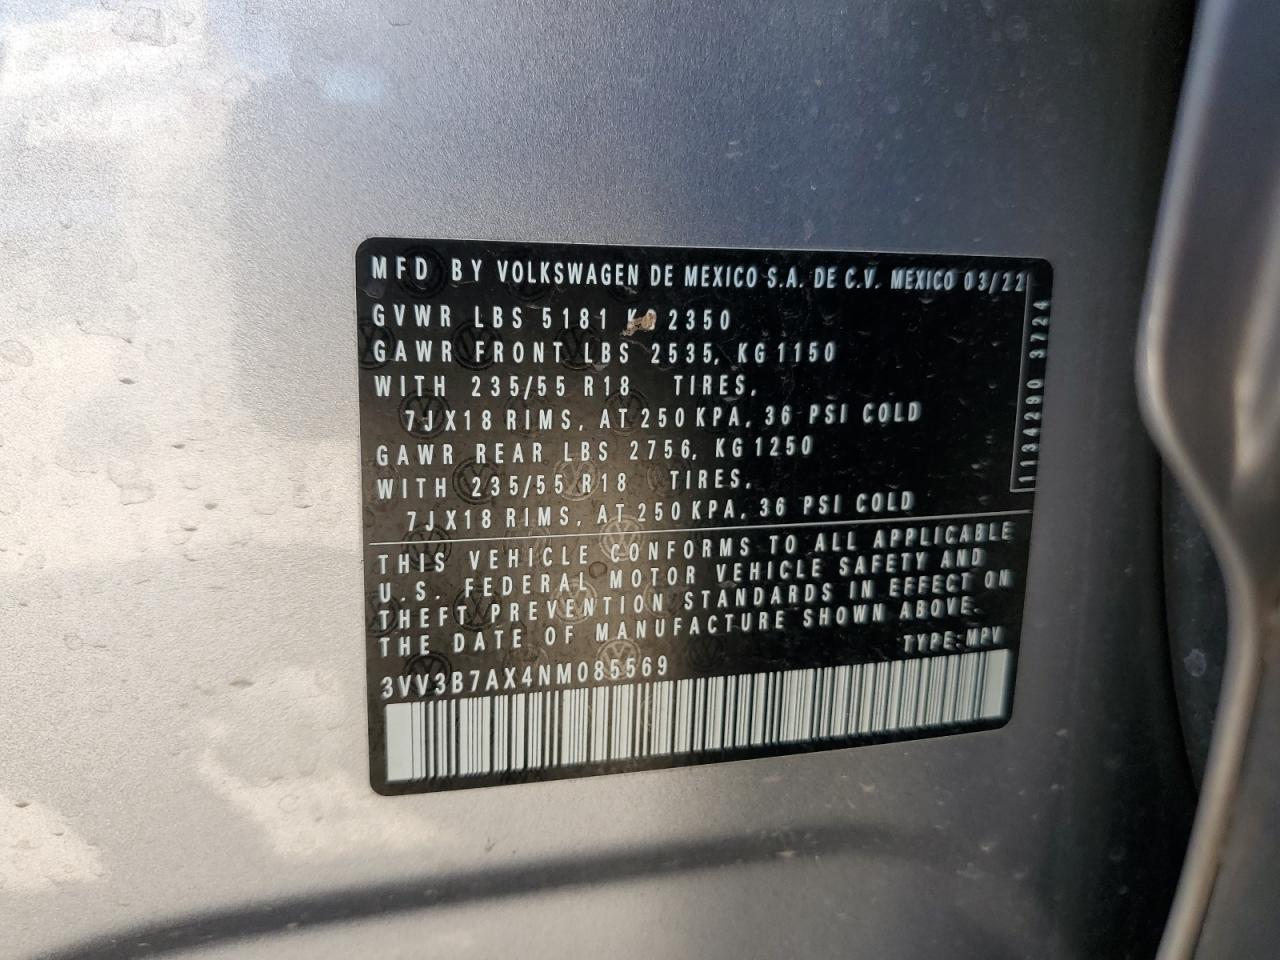 MFD BY VOLKSWAGEN DE MEXICO S.A. DE C.V. MEXICO 03/22
GVWR LBS 5181 KG 2350
GAWR FRONT LBS 2535, KG 1150
WITH 235/55 R18 TIRES,
7JX18 RIMS, AT 250 KPA, 36 PSI COLD
GAWR REAR LBS 2756, KG 1250
WITH 235/55 R18 TIRES,
7JX18 RIMS, AT 250 KPA, 36 PSI COLD
1134290 3724
THIS VEHICLE CONFORMS TO ALL APPLICABLE
U.S. FEDERAL MOTOR VEHICLE SAFETY AND
THEFT PREVENTION STANDARDS IN EFFECT ON
THE DATE OF MANUFACTURE SHOWN ABOVE.
TYPE: MPV
3VV3B7AX4NM085569